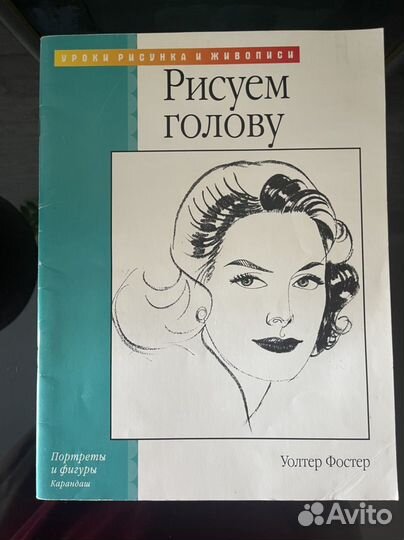 УРОКИ РИСУНКА И ЖИВОПИСИ
Рисуем
голову
Портреты
и фигуры
Карандаш
Уолтер Фостер
Avito